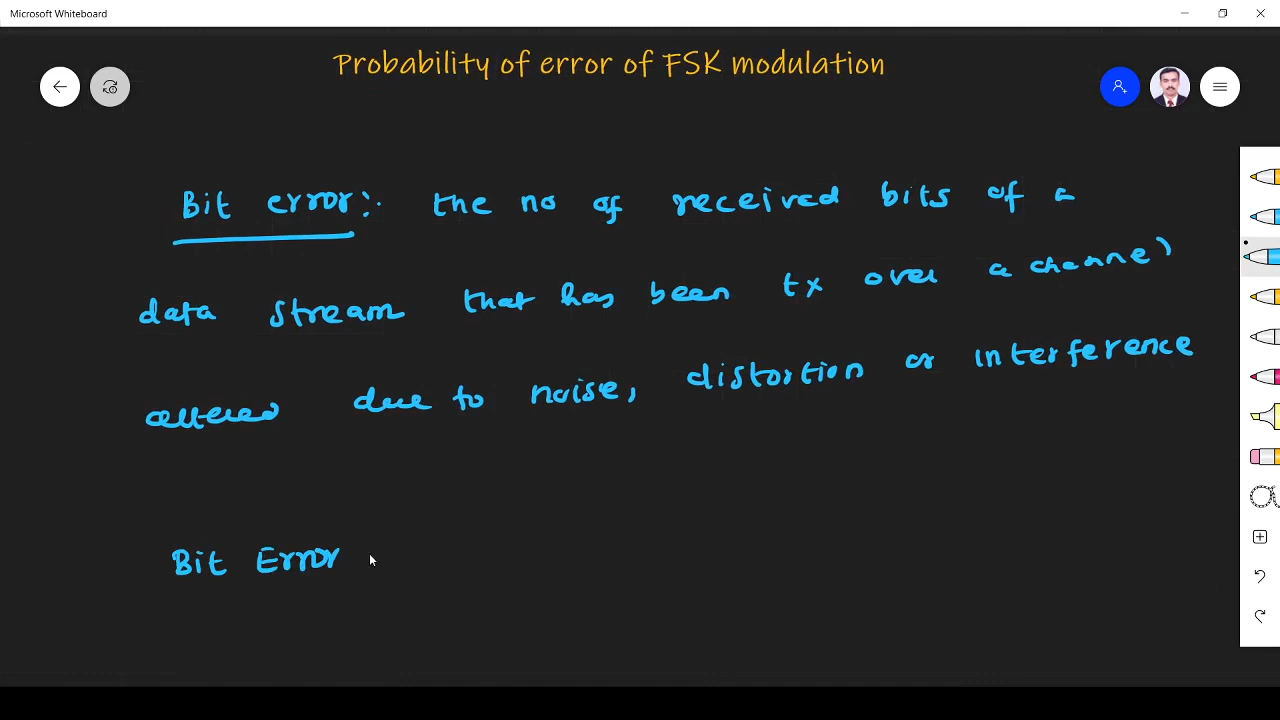 Microsoft Whiteboard
Probability of error of FSK modulation
Bit error:- the no of received bits of a
data stream that has been tx over a channel
altered due to noise, distortion or interference
Bit Error